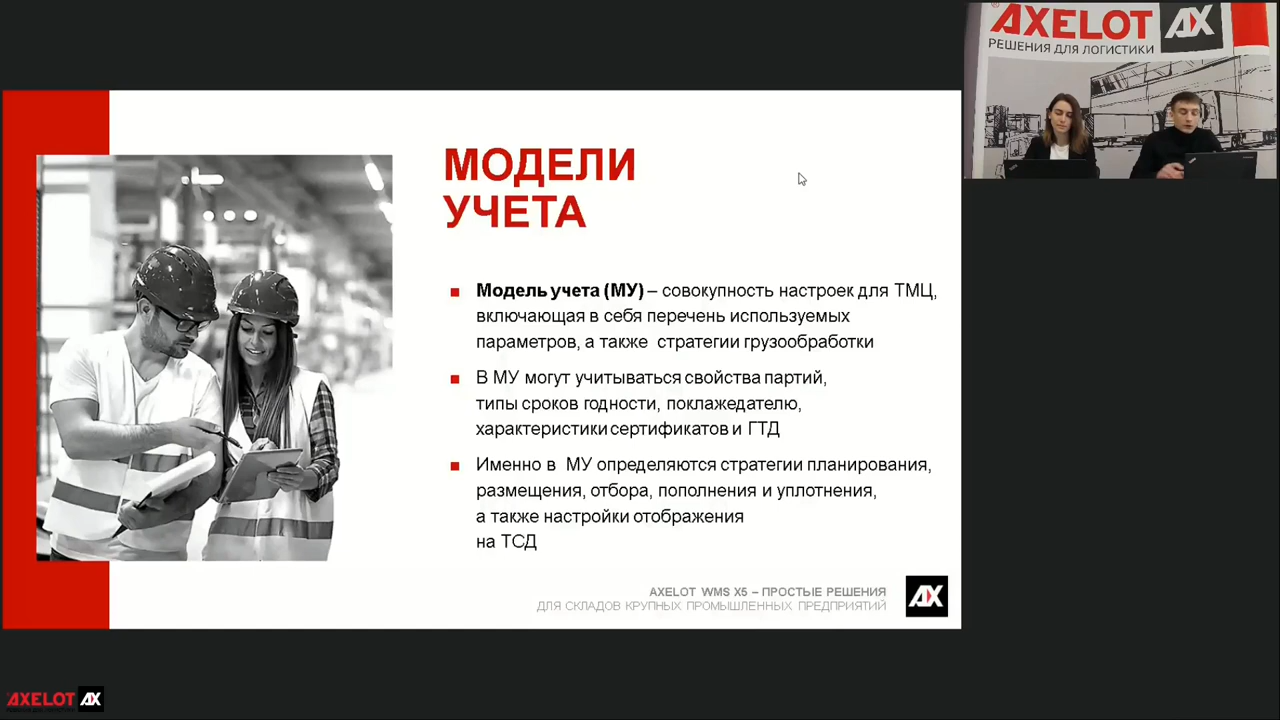 AXELOT AX
РЕШЕНИЯ ДЛЯ ЛОГИСТИКИ
МОДЕЛИ
УЧЕТА
Модель учета (МУ) – совокупность настроек для ТМЦ,
включающая в себя перечень используемых
параметров, а также стратегии грузообработки
В МУ могут учитываться свойства партий,
типы сроков годности, поклажедателю,
характеристики сертификатов и ГТД
Именно в МУ определяются стратегии планирования,
размещения, отбора, пополнения и уплотнения,
а также настройки отображения
на ТСД
AXELOT WMS X5 – ПРОСТЫЕ РЕШЕНИЯ
ДЛЯ СКЛАДОВ КРУПНЫХ ПРОМЫШЛЕННЫХ ПРЕДПРИЯТИЙ
AX
AXELOT AX